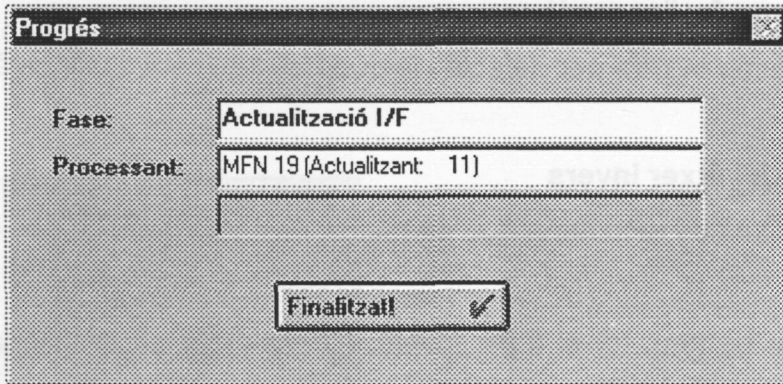 Progrés
Fase: Actualització I/F
Processant: MFN 19 (Actualitzant: 11)
Finalitzat!